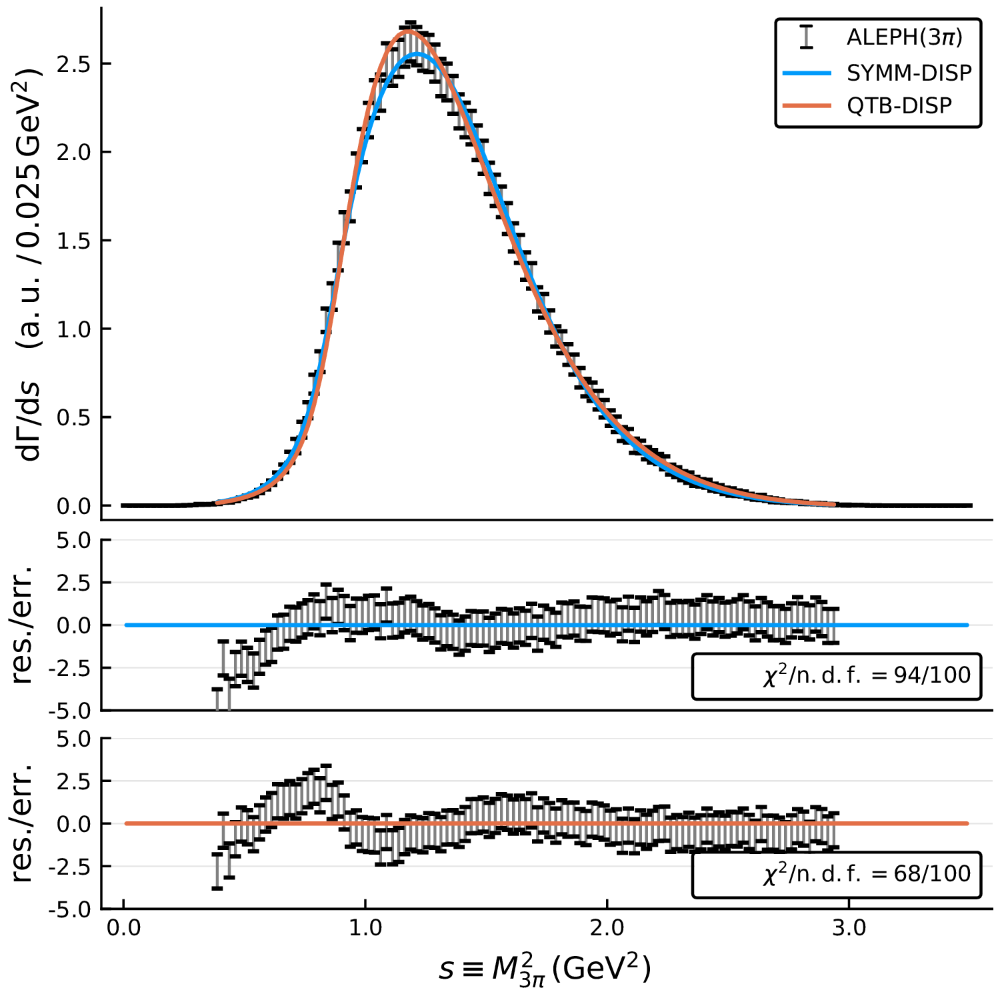 dΓ/ds (a. u. / 0.025 GeV²)
2.5
2.0
1.5
1.0
0.5
0.0
ALEPH(3π)
SYMM-DISP
QTB-DISP
res./err.
5.0
2.5
0.0
-2.5
-5.0
χ²/n. d. f. = 94/100
res./err.
5.0
2.5
0.0
-2.5
-5.0
χ²/n. d. f. = 68/100
0.0 1.0 2.0 3.0
s ≡ M²₃π (GeV²)